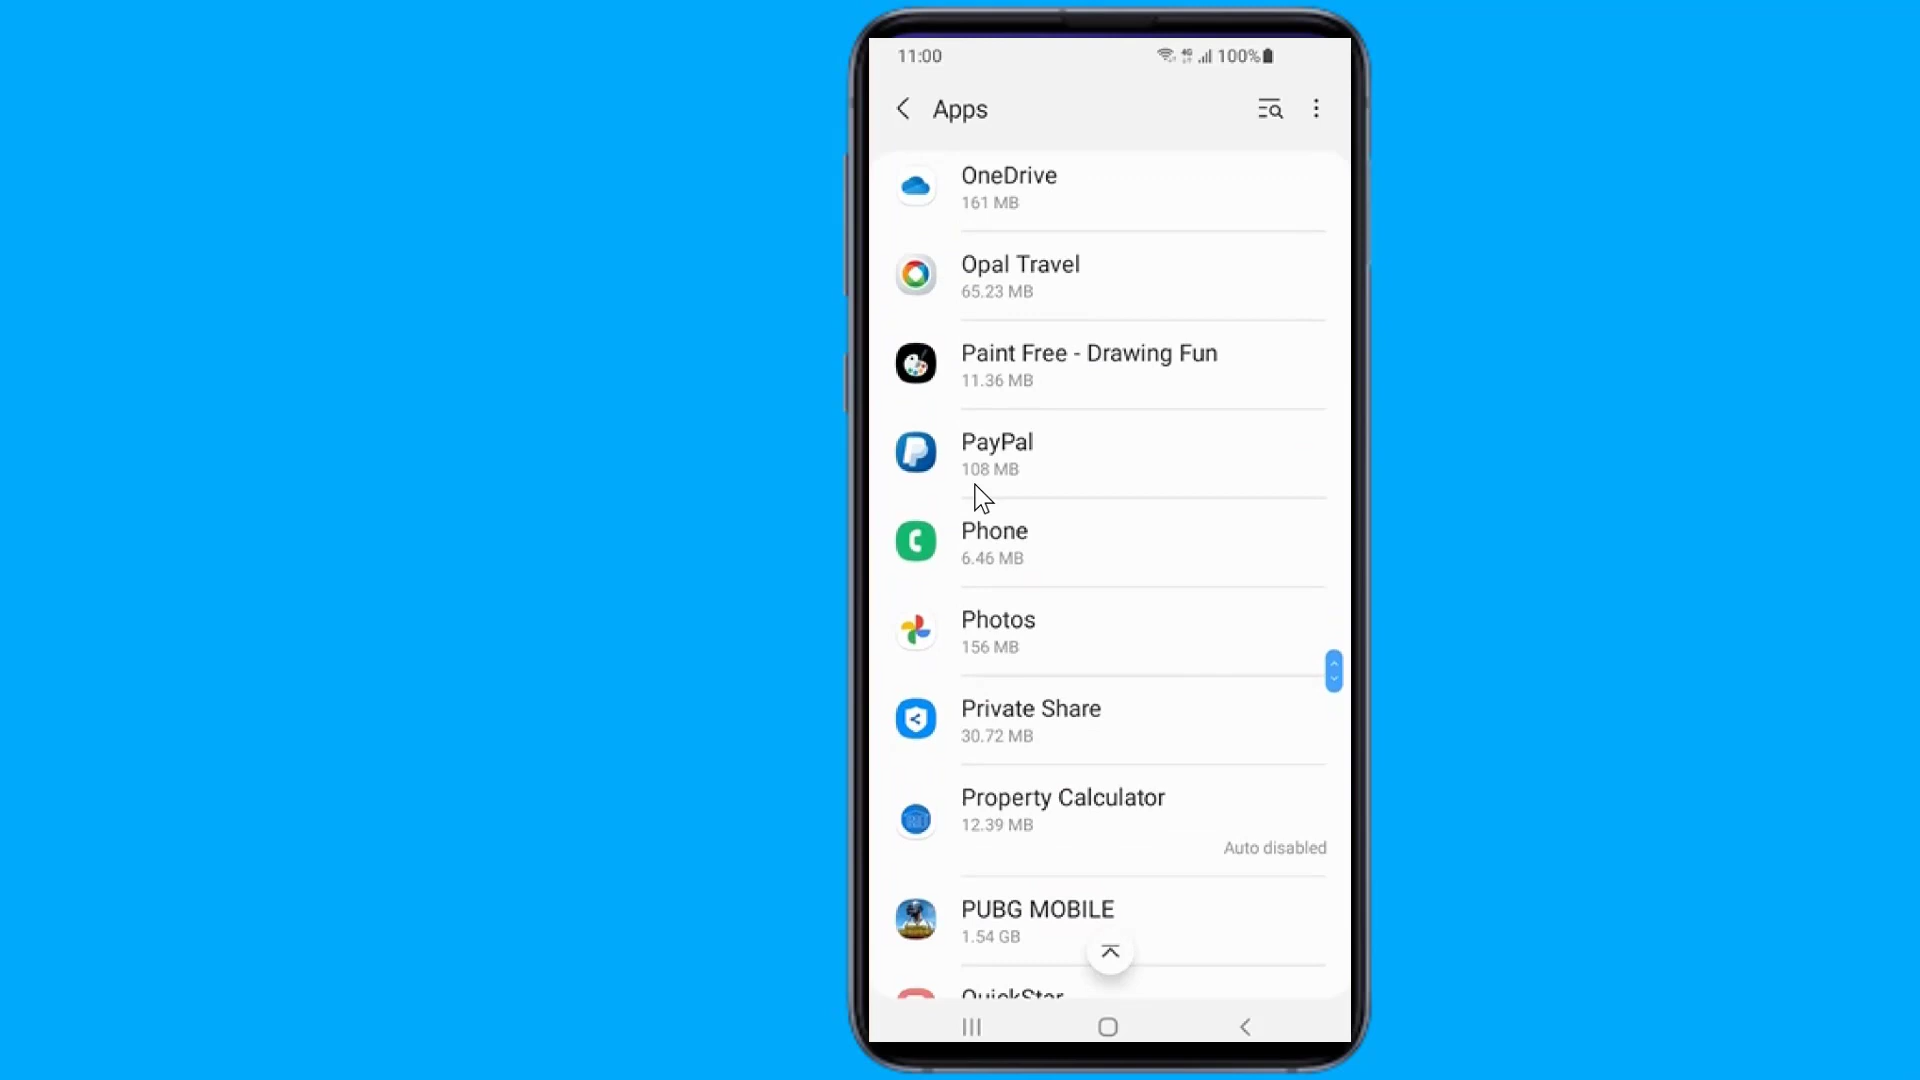 11:00
4G
100%
Apps
OneDrive
161 MB
Opal Travel
65.23 MB
Paint Free - Drawing Fun
11.36 MB
PayPal
108 MB
Phone
6.46 MB
Photos
156 MB
Private Share
30.72 MB
Property Calculator
12.39 MB
Auto disabled
PUBG MOBILE
1.54 GB
QuickStar